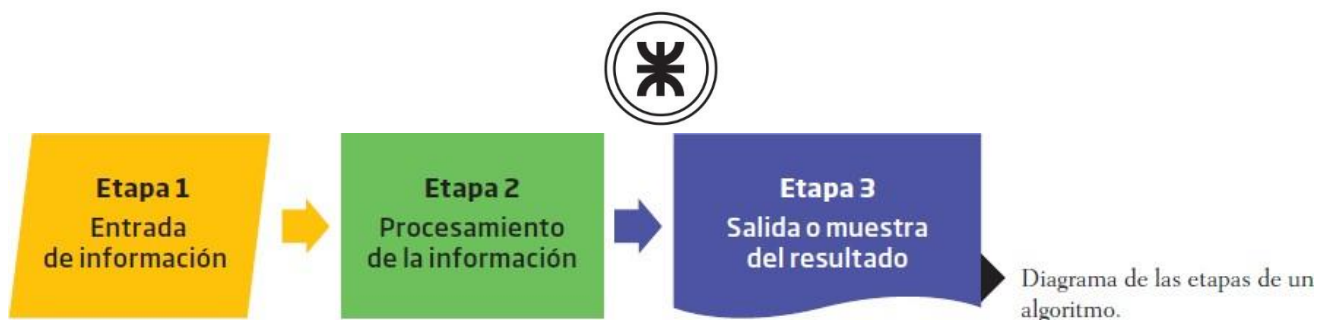 Etapa 1
Entrada
de información
Etapa 2
Procesamiento
de la información
Etapa 3
Salida o muestra
del resultado
Diagrama de las etapas de un
algoritmo.